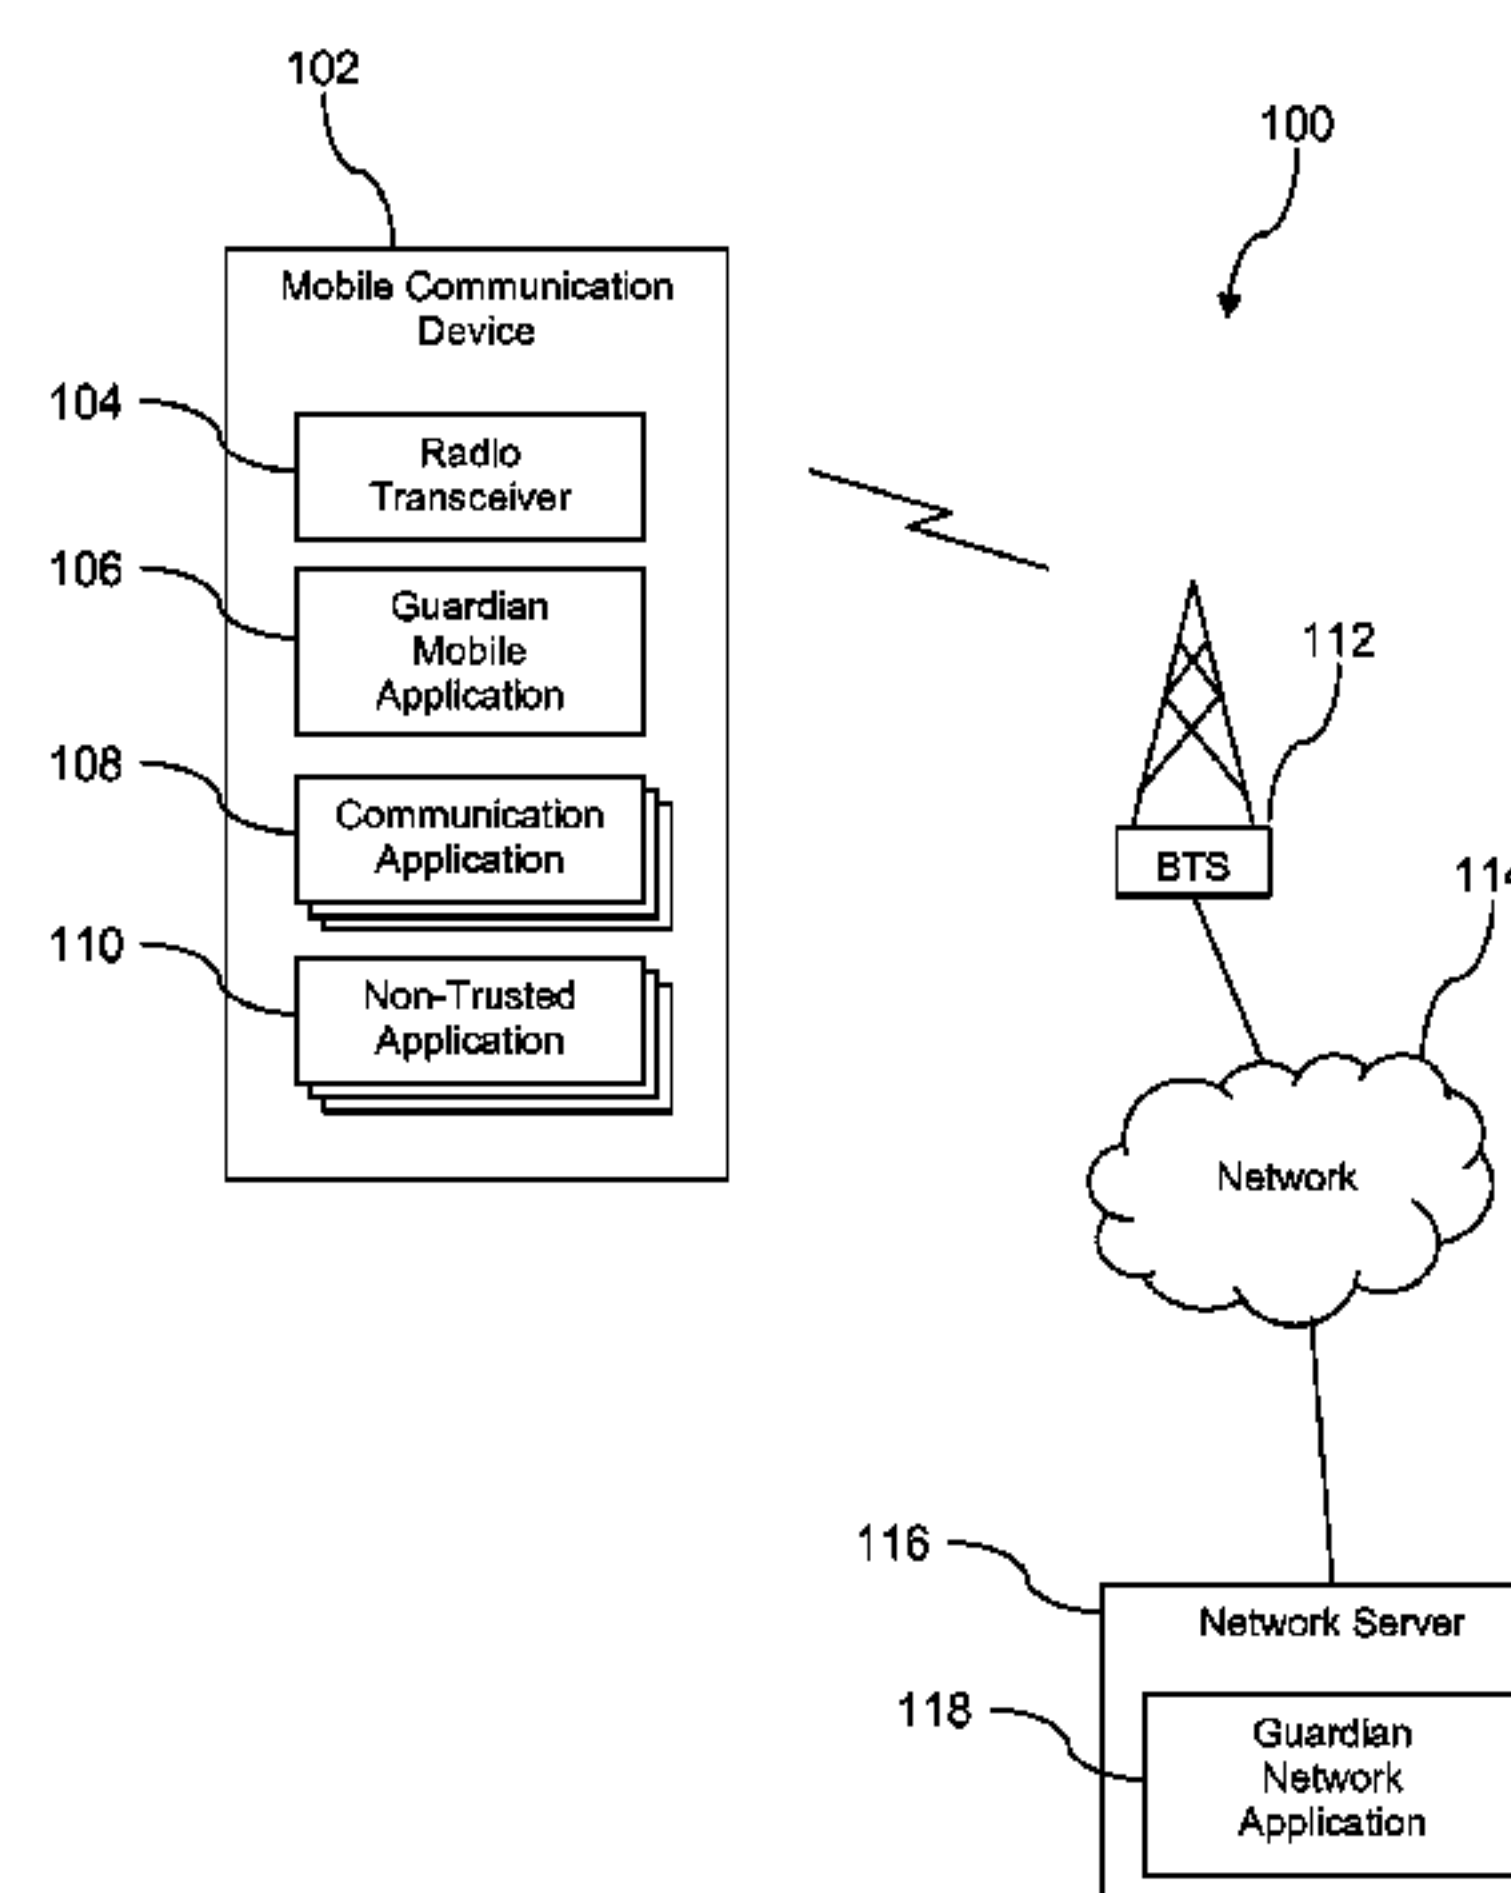 102
100
Mobile Communication
Device
104
Radio
Transceiver
106
Guardian
Mobile
Application
112
108
Communication
Application
BTS
114
110
Non-Trusted
Application
Network
116
Network Server
118
Guardian
Network
Application